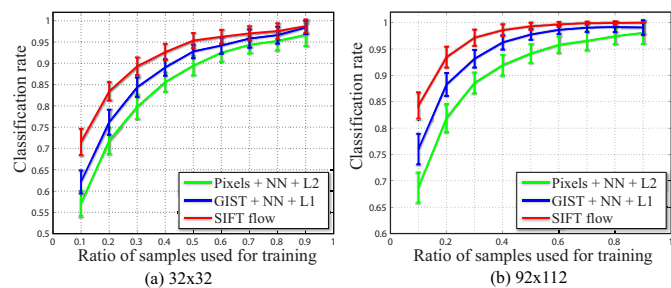 Classification rate
1
0.95
0.9
0.85
0.8
0.75
0.7
0.65
0.6
0.55
0.5
0 0.1 0.2 0.3 0.4 0.5 0.6 0.7 0.8 0.9 1
Pixels + NN + L2
GIST + NN + L1
SIFT flow
Ratio of samples used for training
(a) 32x32
Classification rate
1
0.95
0.9
0.85
0.8
0.75
0.7
0.65
0.6
0 0.2 0.4 0.6 0.8 1
Pixels + NN + L2
GIST + NN + L1
SIFT flow
Ratio of samples used for training
(b) 92x112